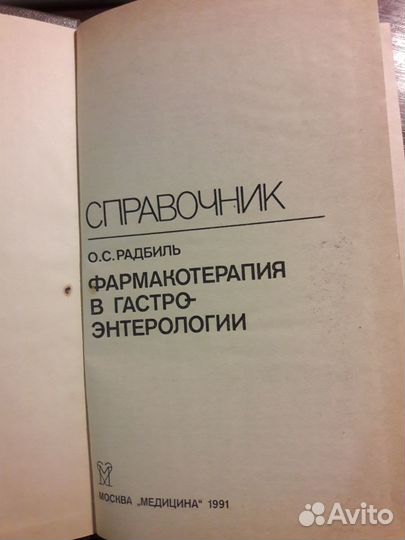 СПРАВОЧНИК
О.С.РАДБИЛЬ
ФАРМАКОТЕРАПИЯ
В ГАСТРО-
ЭНТЕРОЛОГИИ
МОСКВА „МЕДИЦИНА" 1991
Avito